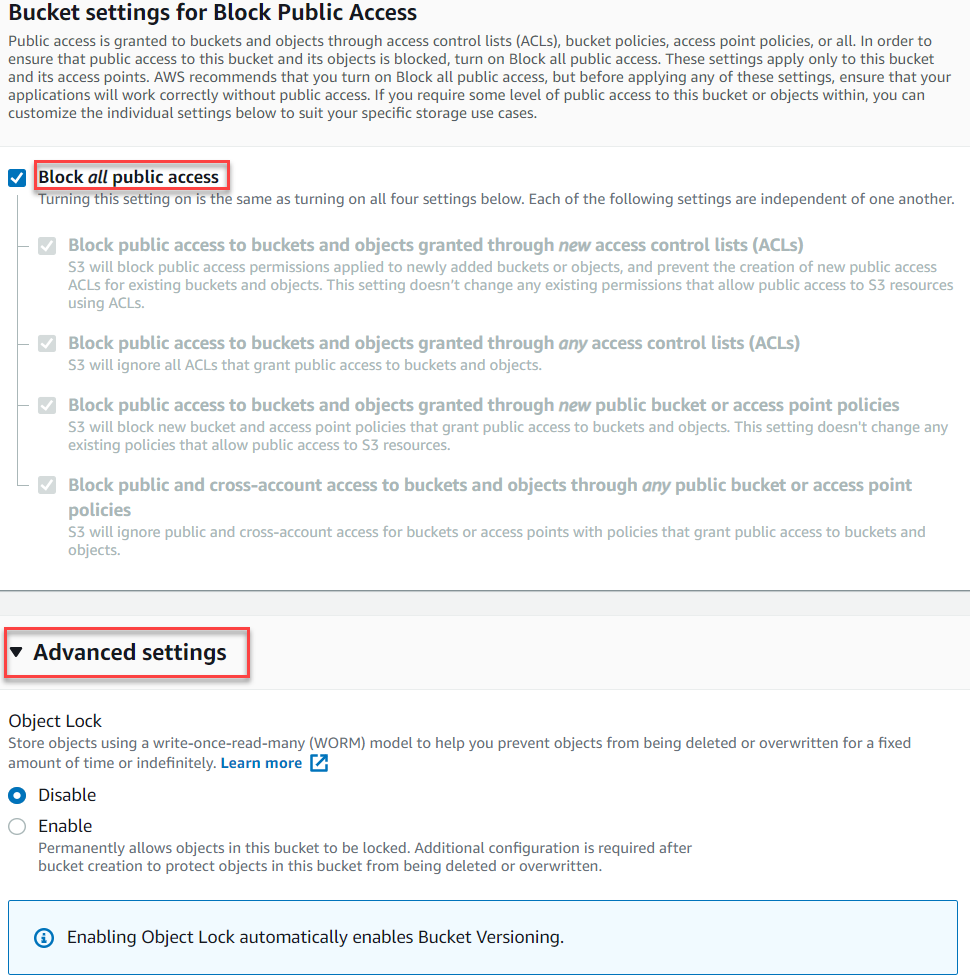 Bucket settings for Block Public Access
Public access is granted to buckets and objects through access control lists (ACLs), bucket policies, access point policies, or all. In order to
ensure that public access to this bucket and its objects is blocked, turn on Block all public access. These settings apply only to this bucket
and its access points. AWS recommends that you turn on Block all public access, but before applying any of these settings, ensure that your
applications will work correctly without public access. If you require some level of public access to this bucket or objects within, you can
customize the individual settings below to suit your specific storage use cases.
Block all public access
Turning this setting on is the same as turning on all four settings below. Each of the following settings are independent of one another.
Block public access to buckets and objects granted through new access control lists (ACLs)
S3 will block public access permissions applied to newly added buckets or objects, and prevent the creation of new public access
ACLs for existing buckets and objects. This setting doesn't change any existing permissions that allow public access to S3 resources
using ACLs.
Block public access to buckets and objects granted through any access control lists (ACLs)
S3 will ignore all ACLs that grant public access to buckets and objects.
Block public access to buckets and objects granted through new public bucket or access point policies
S3 will block new bucket and access point policies that grant public access to buckets and objects. This setting doesn't change any
existing policies that allow public access to S3 resources.
Block public and cross-account access to buckets and objects through any public bucket or access point
policies
S3 will ignore public and cross-account access for buckets or access points with policies that grant public access to buckets and
objects.
Advanced settings
Object Lock
Store objects using a write-once-read-many (WORM) model to help you prevent objects from being deleted or overwritten for a fixed
amount of time or indefinitely. Learn more
Disable
Enable
Permanently allows objects in this bucket to be locked. Additional configuration is required after
bucket creation to protect objects in this bucket from being deleted or overwritten.
Enabling Object Lock automatically enables Bucket Versioning.